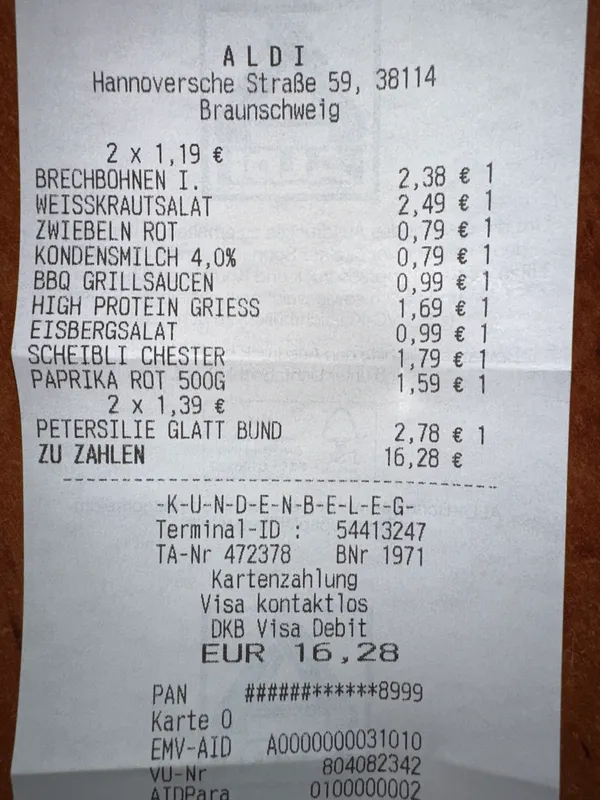 ALDI
Hannoversche Straße 59, 38114
Braunschweig
2 x 1,19 €
BRECHBOHNEN I. 2,38 € 1
WEISSKRAUTSALAT 2,49 € 1
ZWIEBELN ROT 0,79 € 1
KONDENSMILCH 4,0% 0,79 € 1
BBQ GRILLSAUCEN 0,99 € 1
HIGH PROTEIN GRIESS 1,69 € 1
EISBERGSALAT 0,99 € 1
SCHEIBLI CHESTER 1,79 € 1
PAPRIKA ROT 500G 1,59 € 1
2 x 1,39 €
PETERSILIE GLATT BUND 2,78 € 1
ZU ZAHLEN 16,28 €
-K-U-N-D-E-N-B-E-L-E-G-
Terminal-ID : 54413247
TA-Nr 472378 BNr 1971
Kartenzahlung
Visa kontaktlos
DKB Visa Debit
EUR 16,28
PAN ######******8999
Karte 0
EMV-AID A0000000031010
VU-Nr 804082342
AIDPara 0100000002